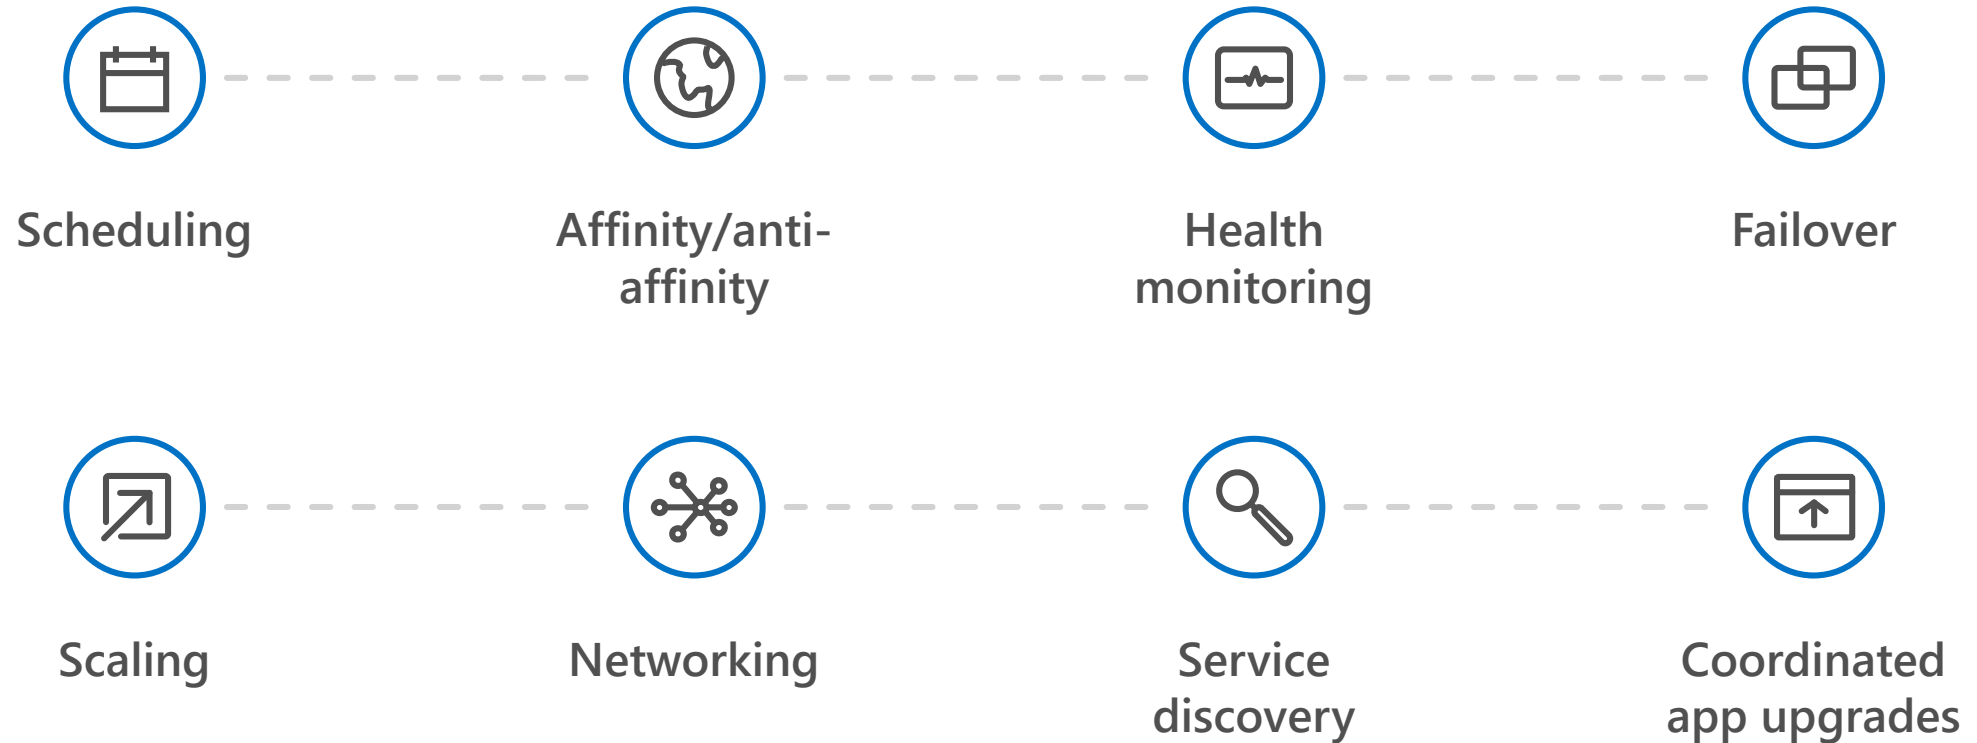 Scheduling
Affinity/anti-
affinity
Health
monitoring
Failover
Scaling
Networking
Service
discovery
Coordinated
app upgrades